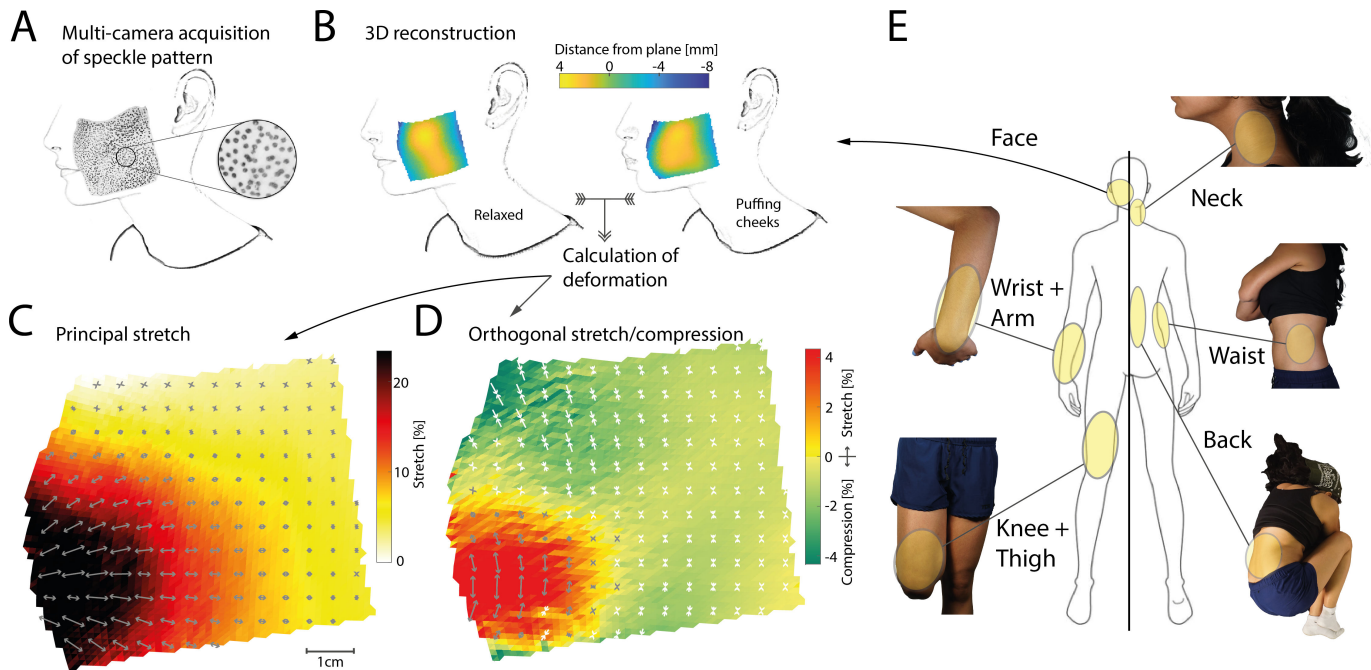 A
Multi-camera acquisition
of speckle pattern
B
3D reconstruction
Distance from plane [mm]
4 0 -4 -8
Relaxed
Puffing
cheeks
Calculation of
deformation
C
Principal stretch
20
10
0
Stretch [%]
1cm
D
Orthogonal stretch/compression
4
2
0
-2
-4
Compression [%] ↔ Stretch [%]
E
Face
Neck
Wrist +
Arm
Waist
Back
Knee +
Thigh